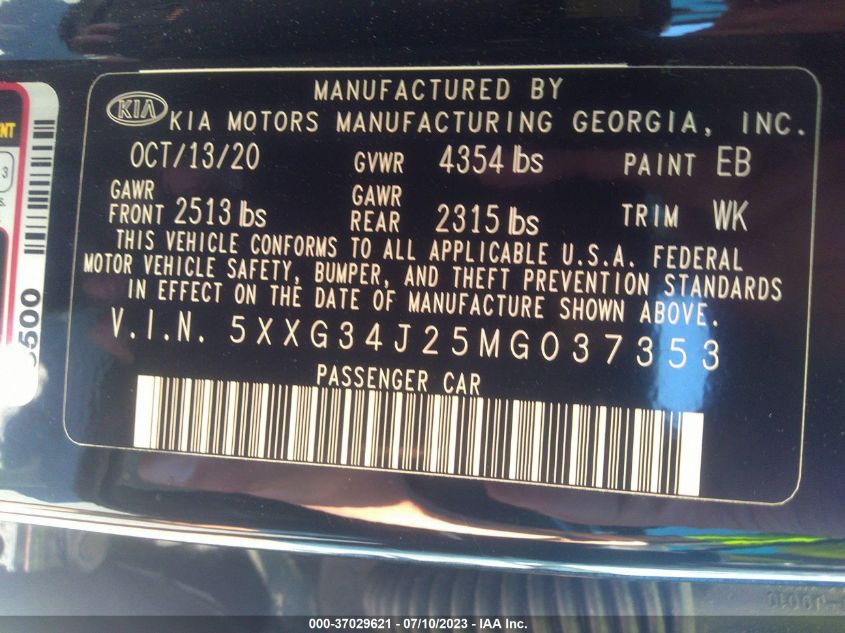 MANUFACTURED BY
KIA KIA MOTORS MANUFACTURING GEORGIA, INC.
OCT/13/20 GVWR 4354 lbs PAINT EB
GAWR FRONT 2513 lbs GAWR REAR 2315 lbs TRIM WK
THIS VEHICLE CONFORMS TO ALL APPLICABLE U.S.A. FEDERAL
MOTOR VEHICLE SAFETY, BUMPER, AND THEFT PREVENTION STANDARDS
IN EFFECT ON THE DATE OF MANUFACTURE SHOWN ABOVE.
V.I.N. 5XXG34J25MG037353
PASSENGER CAR
000-37029621 / 07/10/2023 - IAA Inc.